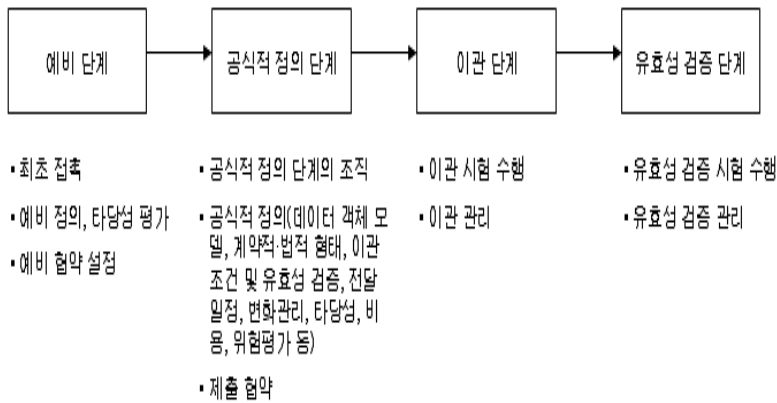 예비 단계
공식적 정의 단계
이관 단계
유효성 검증 단계
▪ 최초 접촉
▪ 예비 정의, 타당성 평가
▪ 예비 협약 설정
▪ 공식적 정의 단계의 조직
▪ 공식적 정의(데이터 객체 모
델, 계약적·법적 형태, 이관
조건 및 유효성 검증, 전달
일정, 변화관리, 타당성, 비
용, 위험평가 등)
▪ 제출 협약
▪ 이관 시험 수행
▪ 이관 관리
▪ 유효성 검증 시험 수행
▪ 유효성 검증 관리